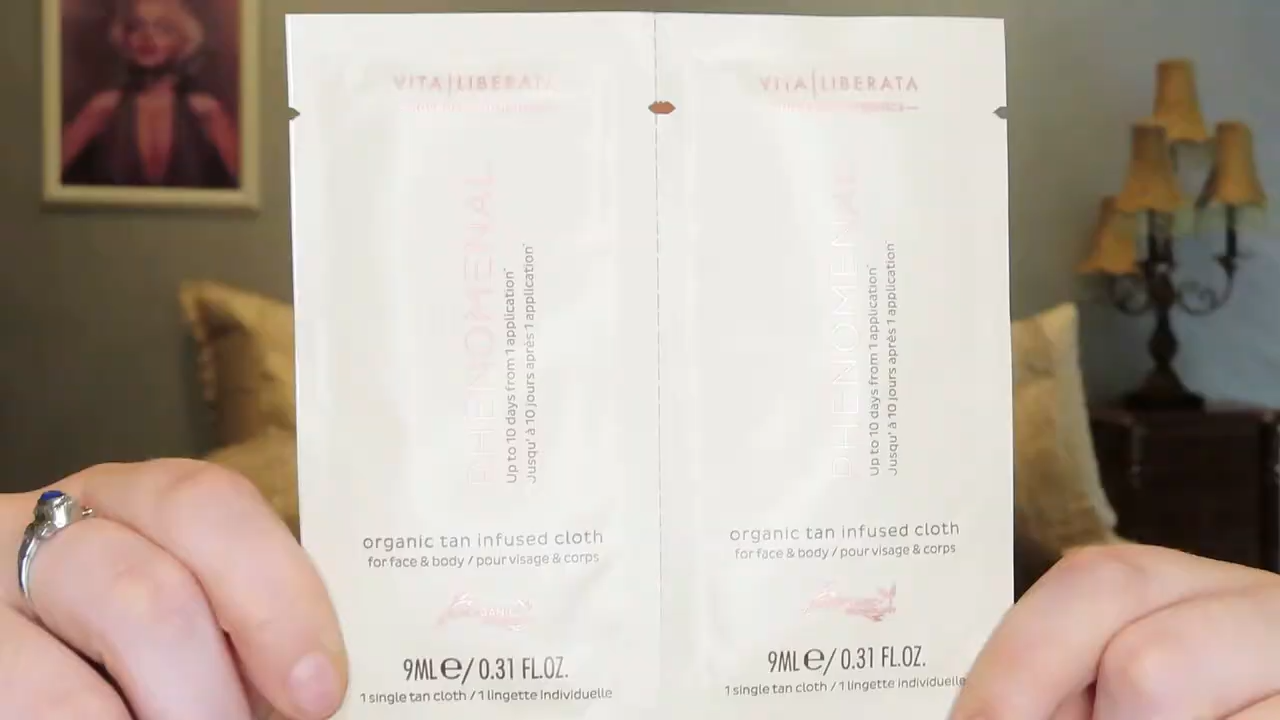 VITA|LIBERATA
PHENOMENAL
Up to 10 days from 1 application*
Jusqu' à 10 jours après 1 application*
organic tan infused cloth
for face & body / pour visage & corps
9ML e / 0.31 FL.OZ.
1 single tan cloth / 1 lingette individuelle
VITA|LIBERATA
PHENOMENAL
Up to 10 days from 1 application*
Jusqu' à 10 jours après 1 application*
organic tan infused cloth
for face & body / pour visage & corps
9ML e / 0.31 FL.OZ.
1 single tan cloth / 1 lingette individuelle